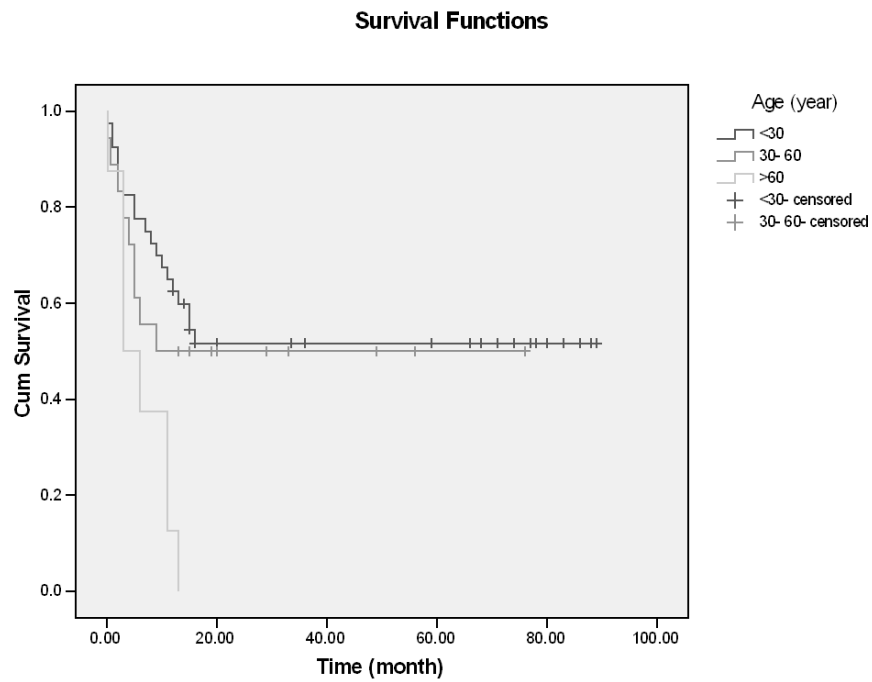 Survival Functions
Age (year)
<30
30- 60
>60
<30- censored
30- 60- censored
1.0
0.8
0.6
0.4
0.2
0.0
Cum Survival
0.00 20.00 40.00 60.00 80.00 100.00
Time (month)